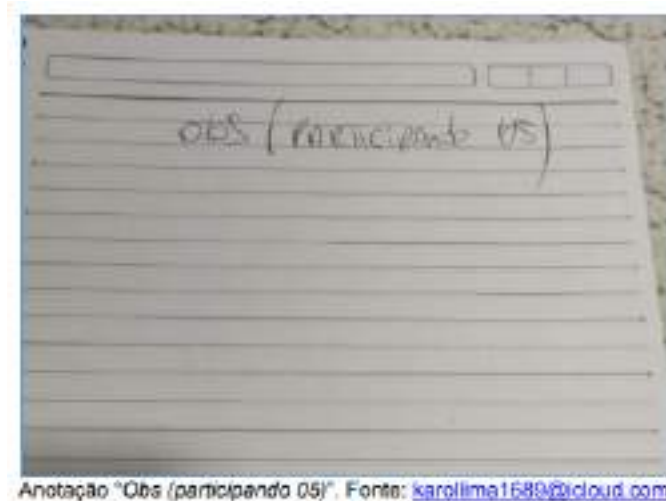 OBS. (PARTICIPANDO 05)
Anotação "Obs (participando 05)". Fonte: karollima1689@icloud.com